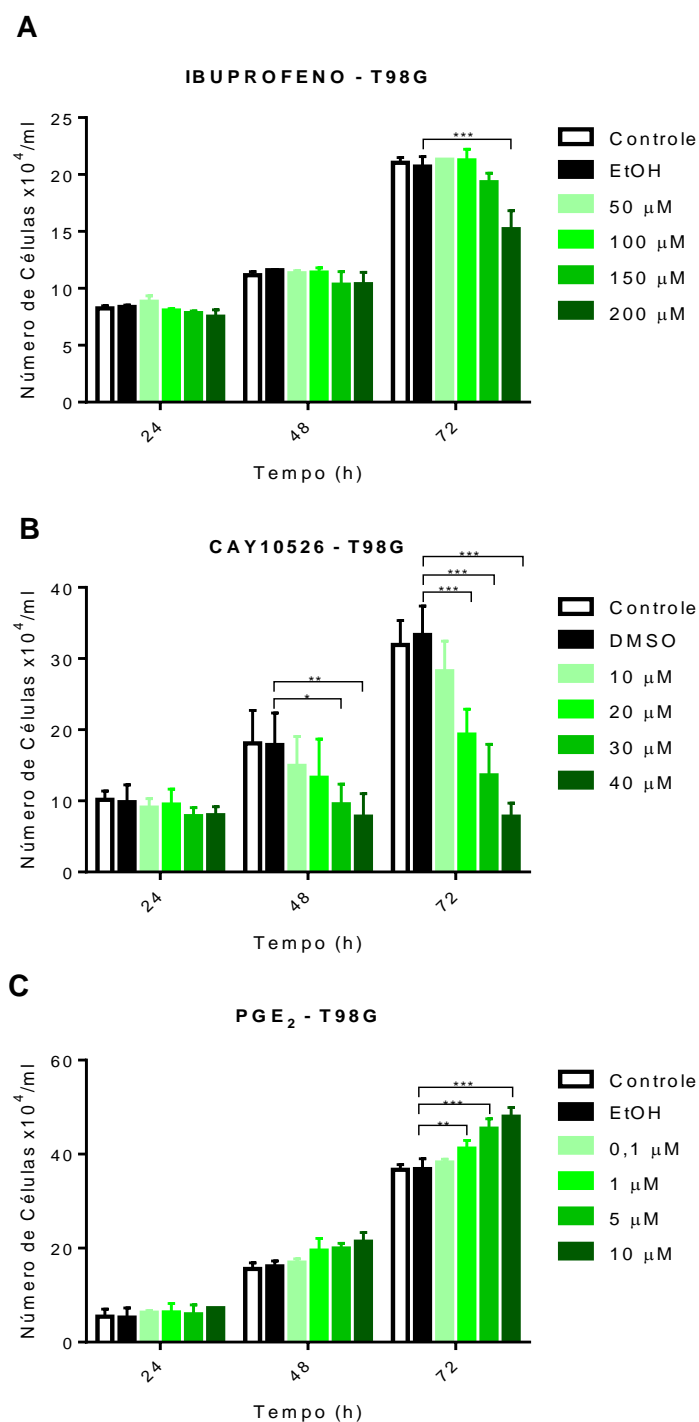 A
IBUPROFENO - T98G
Número de Células x10⁴/ml
25
20
15
10
5
0
24
48
72
Tempo (h)
***
Controle
EtOH
50 μM
100 μM
150 μM
200 μM
B
CAY10526 - T98G
Número de Células x10⁴/ml
40
30
20
10
0
24
48
72
Tempo (h)
**
*
***
***
***
Controle
DMSO
10 μM
20 μM
30 μM
40 μM
C
PGE₂ - T98G
Número de Células x10⁴/ml
60
40
20
0
24
48
72
Tempo (h)
***
***
**
Controle
EtOH
0,1 μM
1 μM
5 μM
10 μM